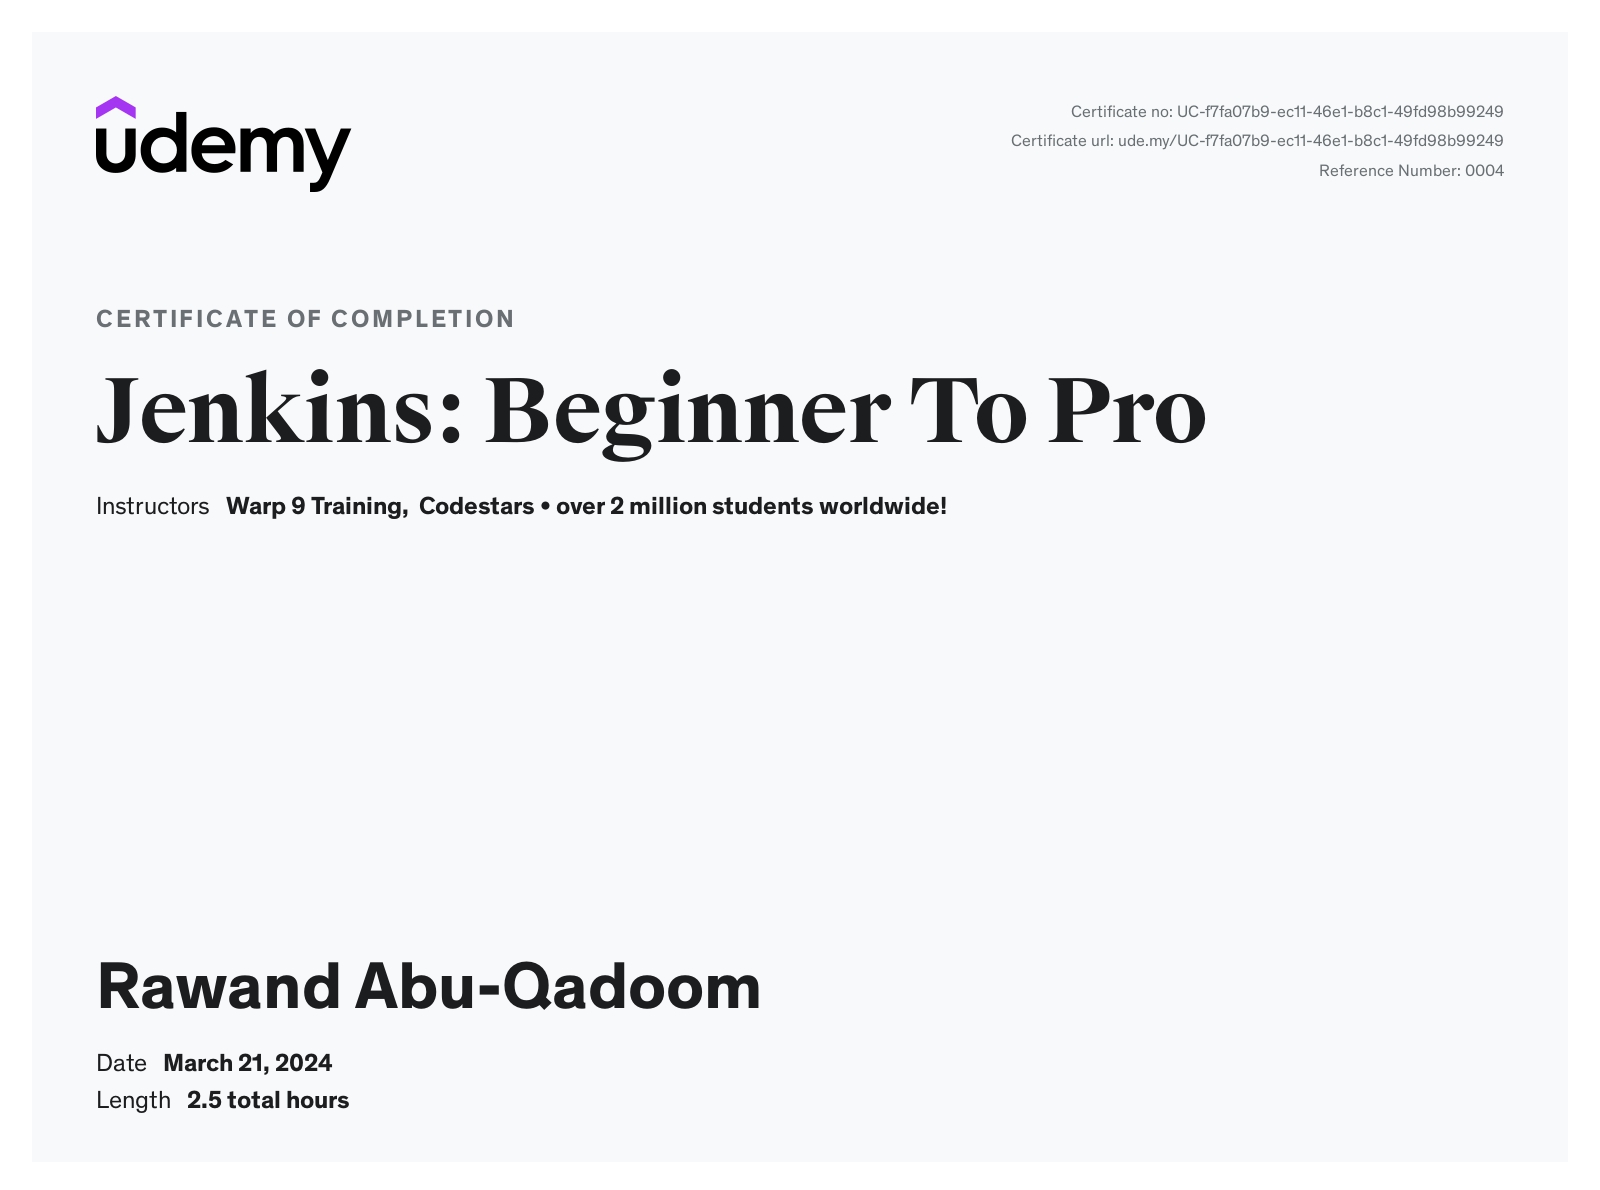 udemy
Certificate no: UC-f7fa07b9-ec11-46e1-b8c1-49fd98b99249
Certificate url: ude.my/UC-f7fa07b9-ec11-46e1-b8c1-49fd98b99249
Reference Number: 0004
CERTIFICATE OF COMPLETION
Jenkins: Beginner To Pro
Instructors Warp 9 Training, Codestars • over 2 million students worldwide!
Rawand Abu-Qadoom
Date March 21, 2024
Length 2.5 total hours